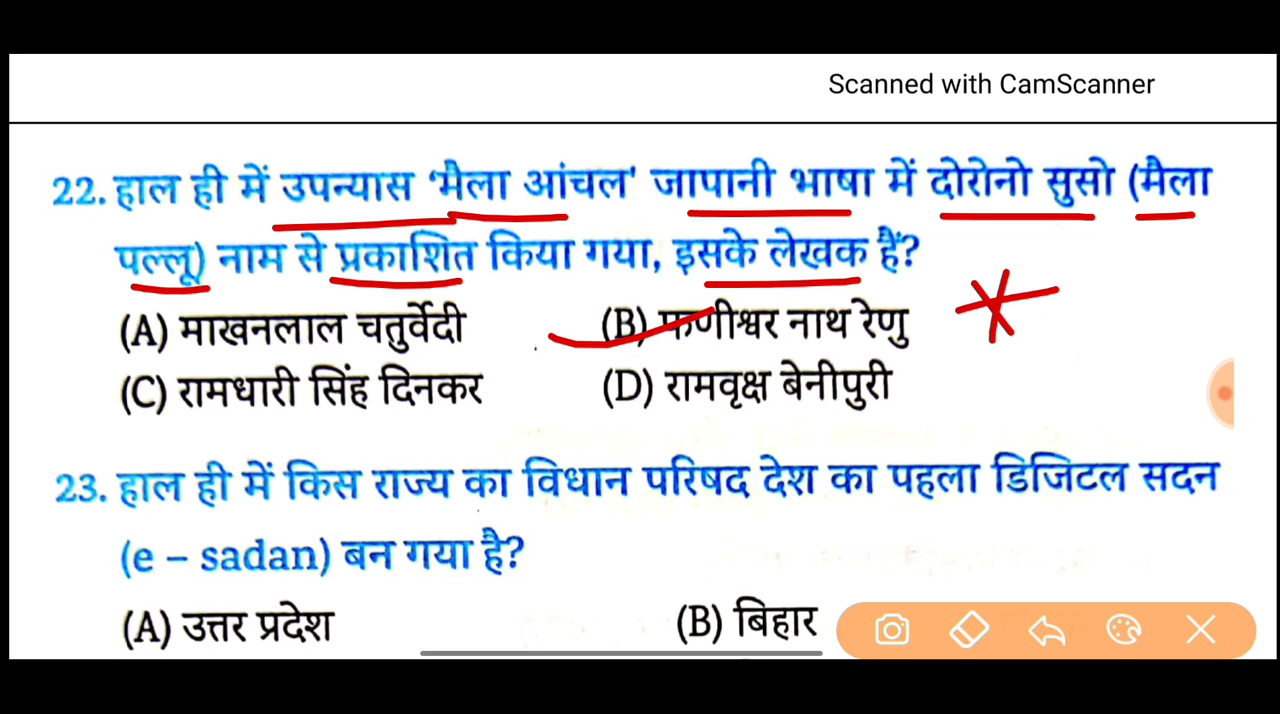 Scanned with CamScanner
22. हाल ही में उपन्यास 'मैला आंचल' जापानी भाषा में दोरोनो सुसो (मैला
पल्लू) नाम से प्रकाशित किया गया, इसके लेखक हैं?
(A) माखनलाल चतुर्वेदी (B) फणीश्वर नाथ रेणु
(C) रामधारी सिंह दिनकर (D) रामवृक्ष बेनीपुरी
23. हाल ही में किस राज्य का विधान परिषद देश का पहला डिजिटल सदन
(e – sadan) बन गया है?
(A) उत्तर प्रदेश (B) बिहार